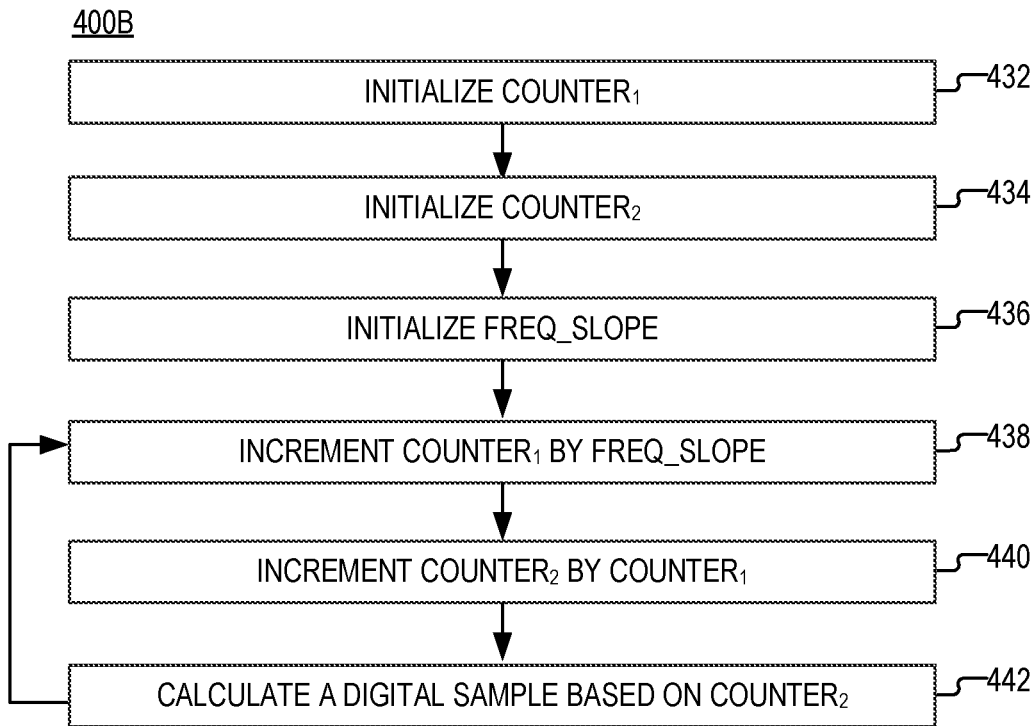 400B
INITIALIZE COUNTER₁
432
INITIALIZE COUNTER₂
434
INITIALIZE FREQ_SLOPE
436
INCREMENT COUNTER₁ BY FREQ_SLOPE
438
INCREMENT COUNTER₂ BY COUNTER₁
440
CALCULATE A DIGITAL SAMPLE BASED ON COUNTER₂
442